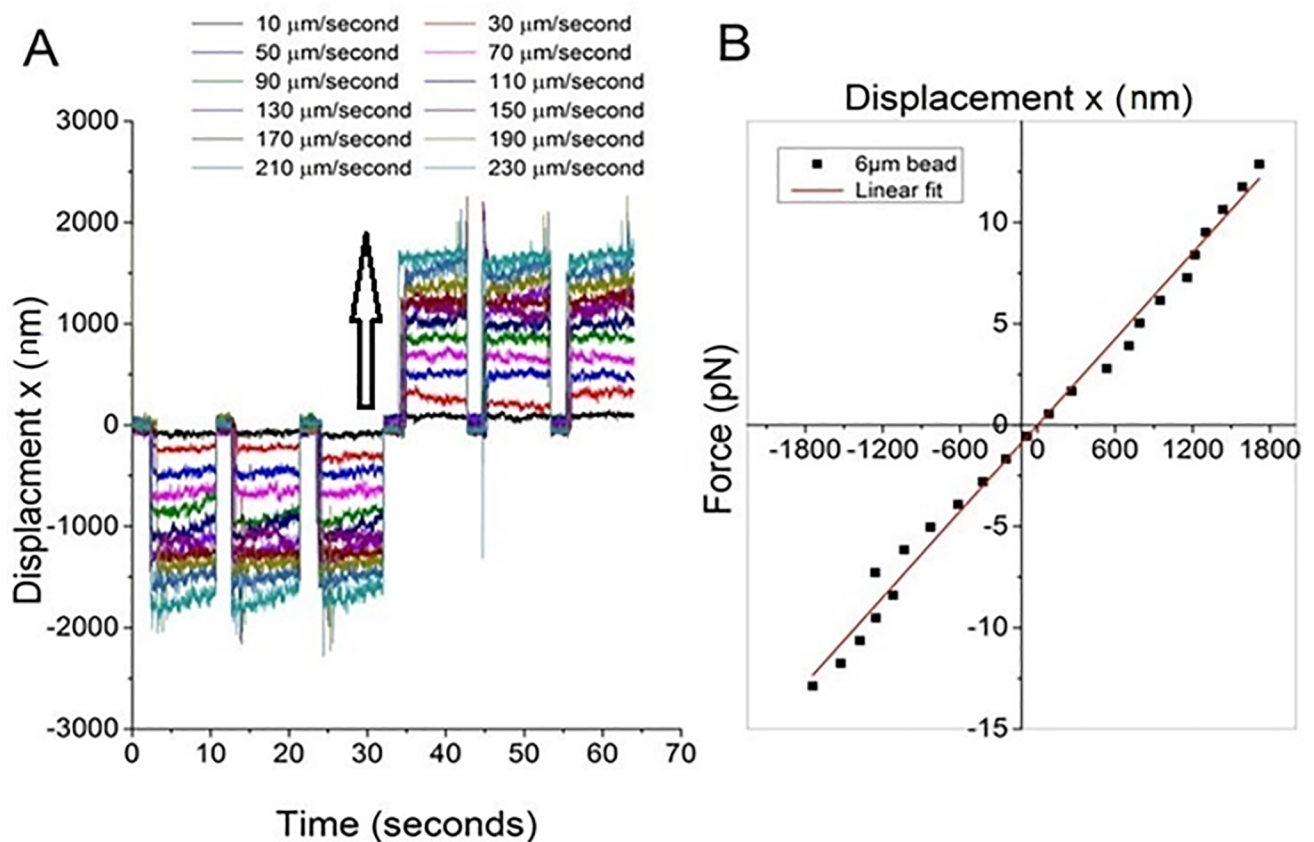 A
10 μm/second 30 μm/second
50 μm/second 70 μm/second
90 μm/second 110 μm/second
130 μm/second 150 μm/second
170 μm/second 190 μm/second
210 μm/second 230 μm/second
3000
2000
1000
0
-1000
-2000
-3000
Displacment x (nm)
0 10 20 30 40 50 60 70
Time (seconds)
B
Displacement x (nm)
6μm bead
Linear fit
10
5
0
-5
-10
-15
-1800 -1200 -600 0 600 1200 1800
Force (pN)